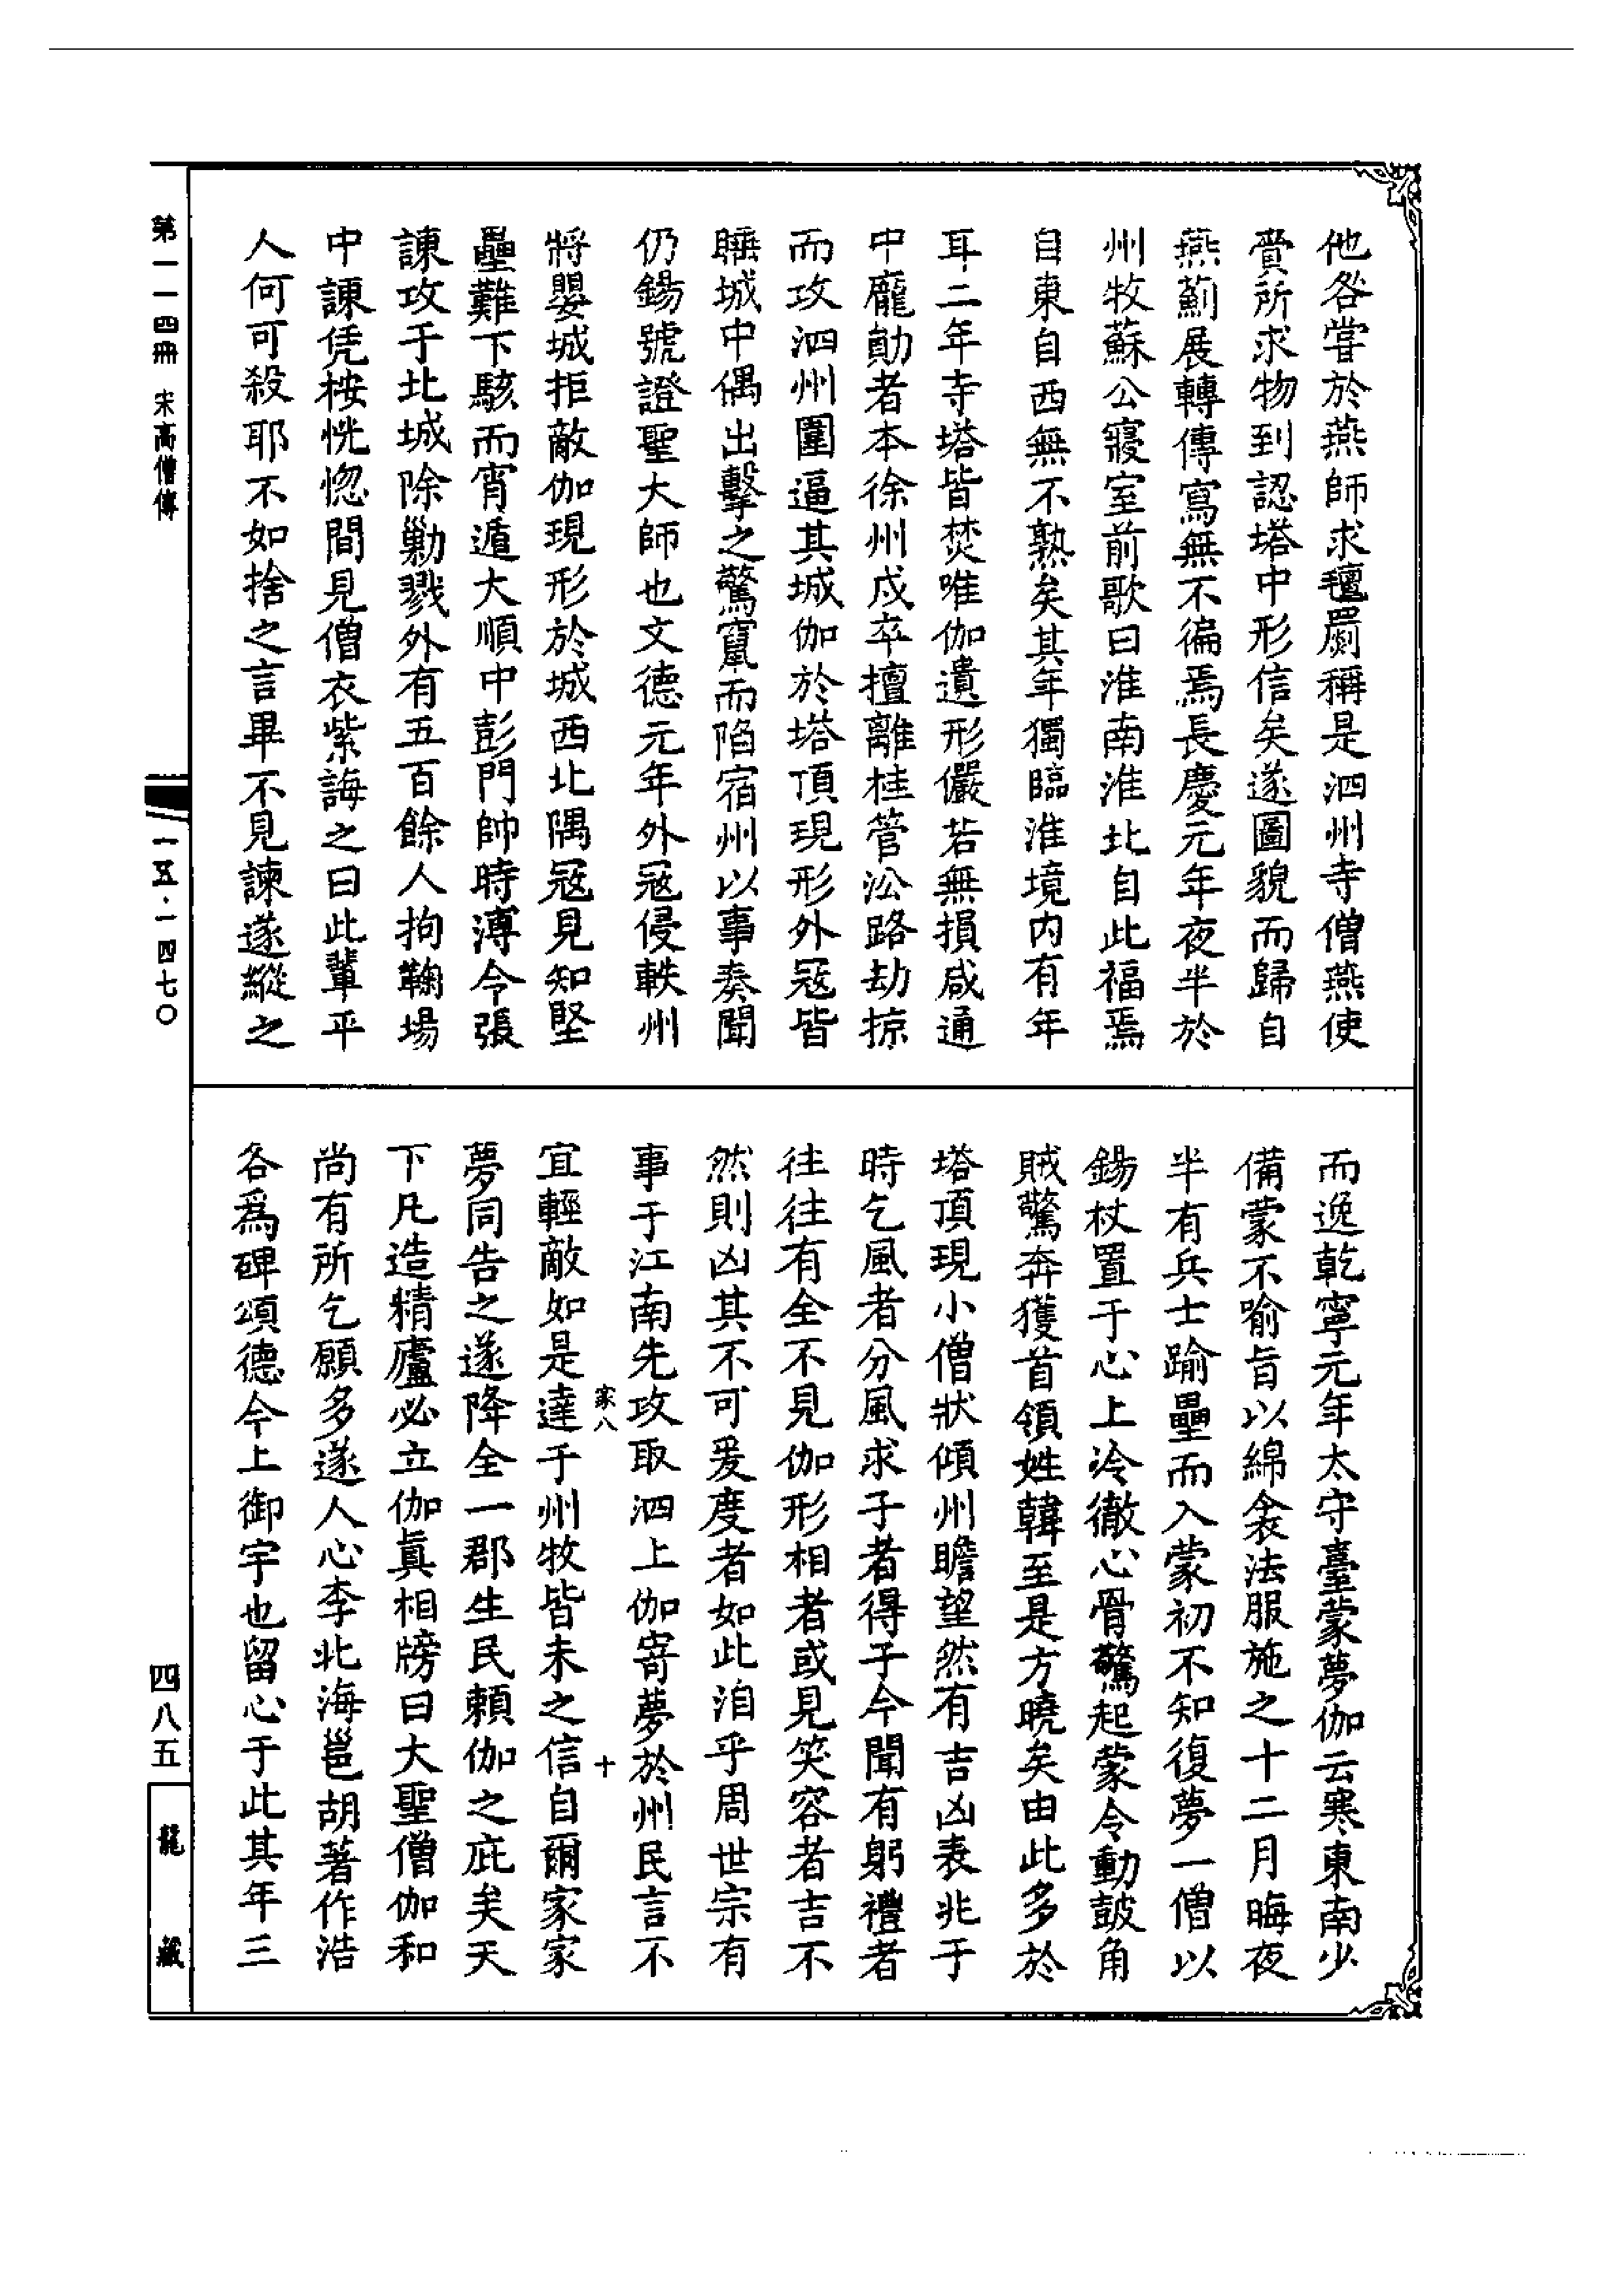 他咎嘗於燕師求氊罽稱是泗州寺僧燕使
賫所求物到認塔中形信矣遂圖貌而歸自
燕薊展轉傳寫無不徧焉長慶元年夜半於
州牧蘇公寢室前歌曰淮南淮北自此福焉
自東自西無不熟矣其年獨臨淮境内有年
耳二年寺塔皆焚唯伽遺形儼若無損咸通
中龐勛者本徐州戍卒擅離桂管沿路劫掠
而攻泗州圍逼其城伽於塔頂現形外寇皆
睡城中偶出擊之驚竄而陷宿州以事奏聞
仍錫號證聖大師也文德元年外寇侵軼州
將嬰城拒敵伽現形於城西北隅寇見知堅
壘難下駭而宵遁大順中彭門帥時溥令張
諫攻于北城除勦戮外有五百餘人拘鞠場
中諫凭桉恍惚間見僧衣紫誨之曰此輩平
人何可殺耶不如捨之言畢不見諫遂縱之
而逸乾寧元年太守臺蒙夢伽云寒東南少
備蒙不喻旨以綿衾法服施之十二月晦夜
半有兵士踰壘而入蒙初不知復夢一僧以
錫杖置于心上冷徹心骨驚起蒙令動鼓角
賊驚奔獲首領姓韓至是方曉矣由此多於
塔頂現小僧狀傾州瞻望然有吉凶表兆于
時乞風者分風求子者得子今聞有躬禮者
往往有全不見伽形相者或見笑容者吉不
然則凶其不可爰度者如此洎乎周世宗有
事于江南先攻取泗上伽寄夢於州民言不
家八 十
宜輕敵如是達于州牧皆未之信自爾家家
夢同告之遂降全一郡生民賴伽之庇矣天
下凡造精廬必立伽眞相牓曰大聖僧伽和
尚有所乞願多遂人心李北海邕胡著作浩
各爲碑頌德今上御宇也留心于此其年三
第一一四冊 宋高僧傳
一五·一四七〇
四八五
龍藏